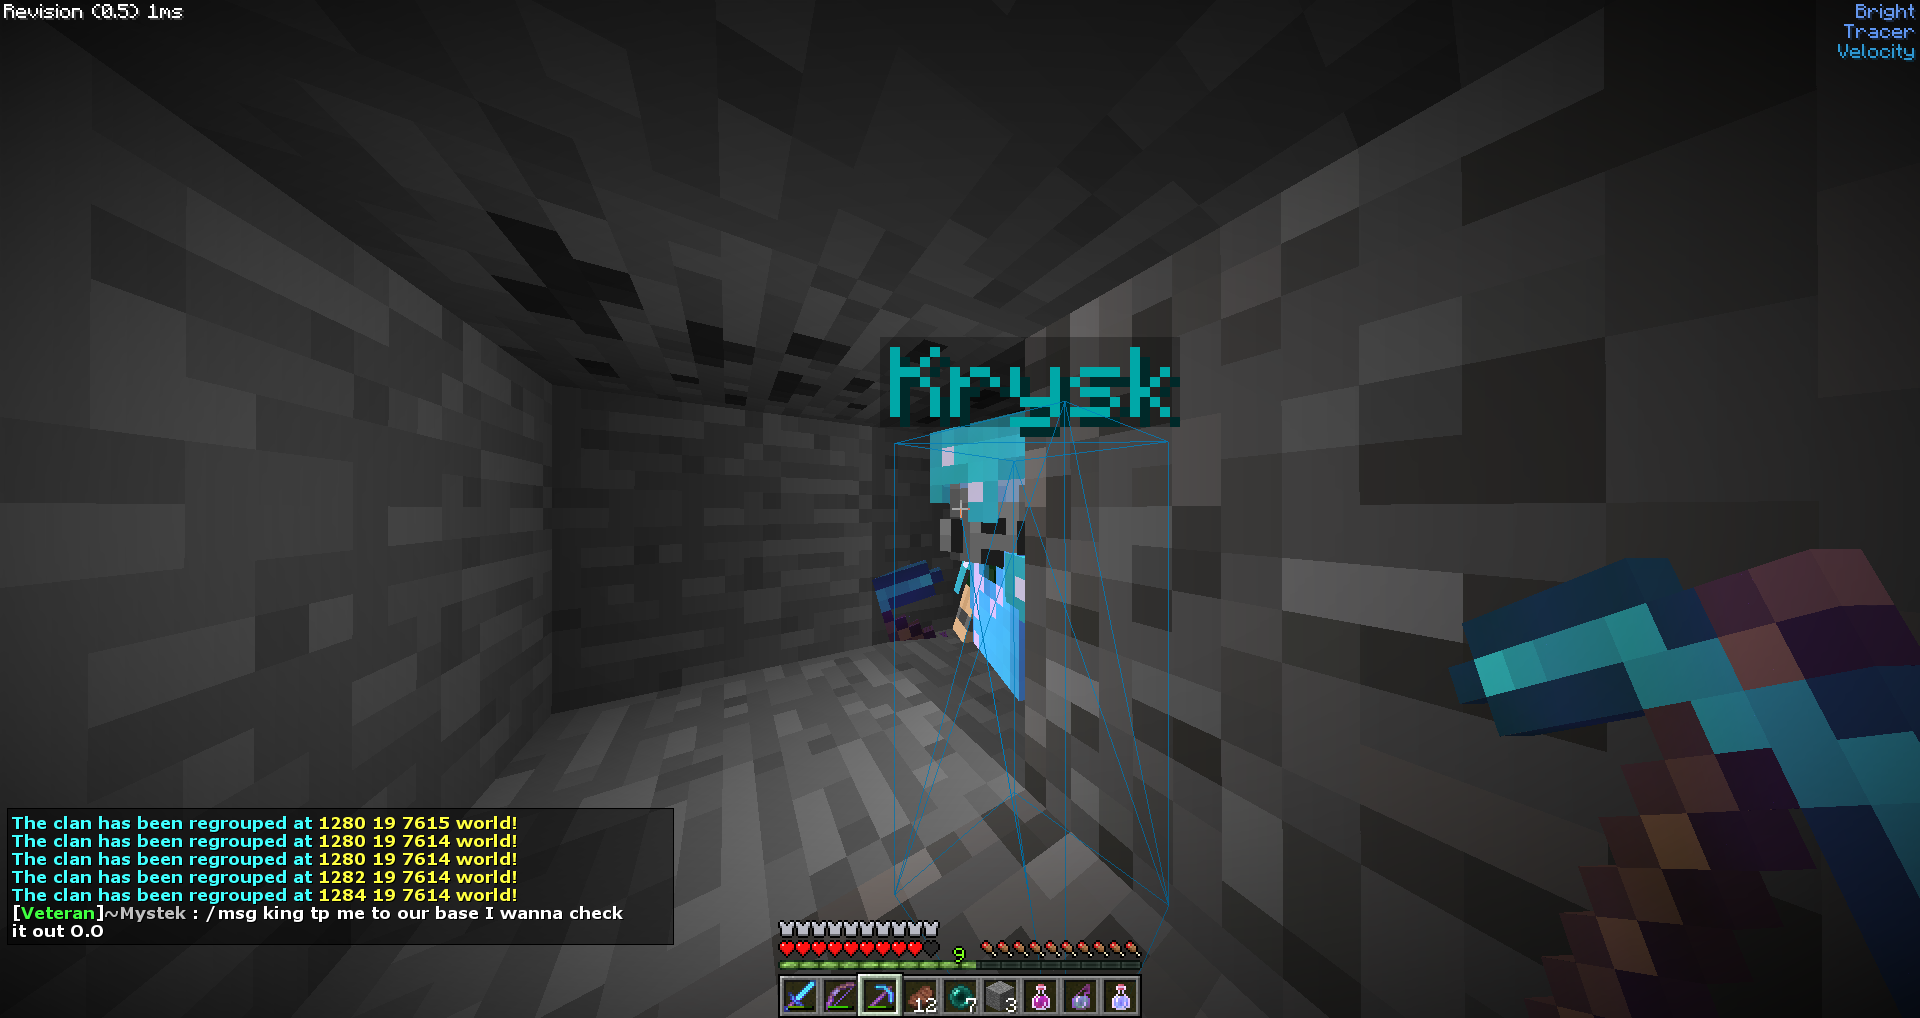 Revision (0.5) 1ms
Bright
Tracer
Velocity
Krysk
The clan has been regrouped at 1280 19 7615 world!
The clan has been regrouped at 1280 19 7614 world!
The clan has been regrouped at 1280 19 7614 world!
The clan has been regrouped at 1282 19 7614 world!
The clan has been regrouped at 1284 19 7614 world!
[Veteran]~Mystek : /msg king tp me to our base I wanna check
it out O.O
9
12 7 3